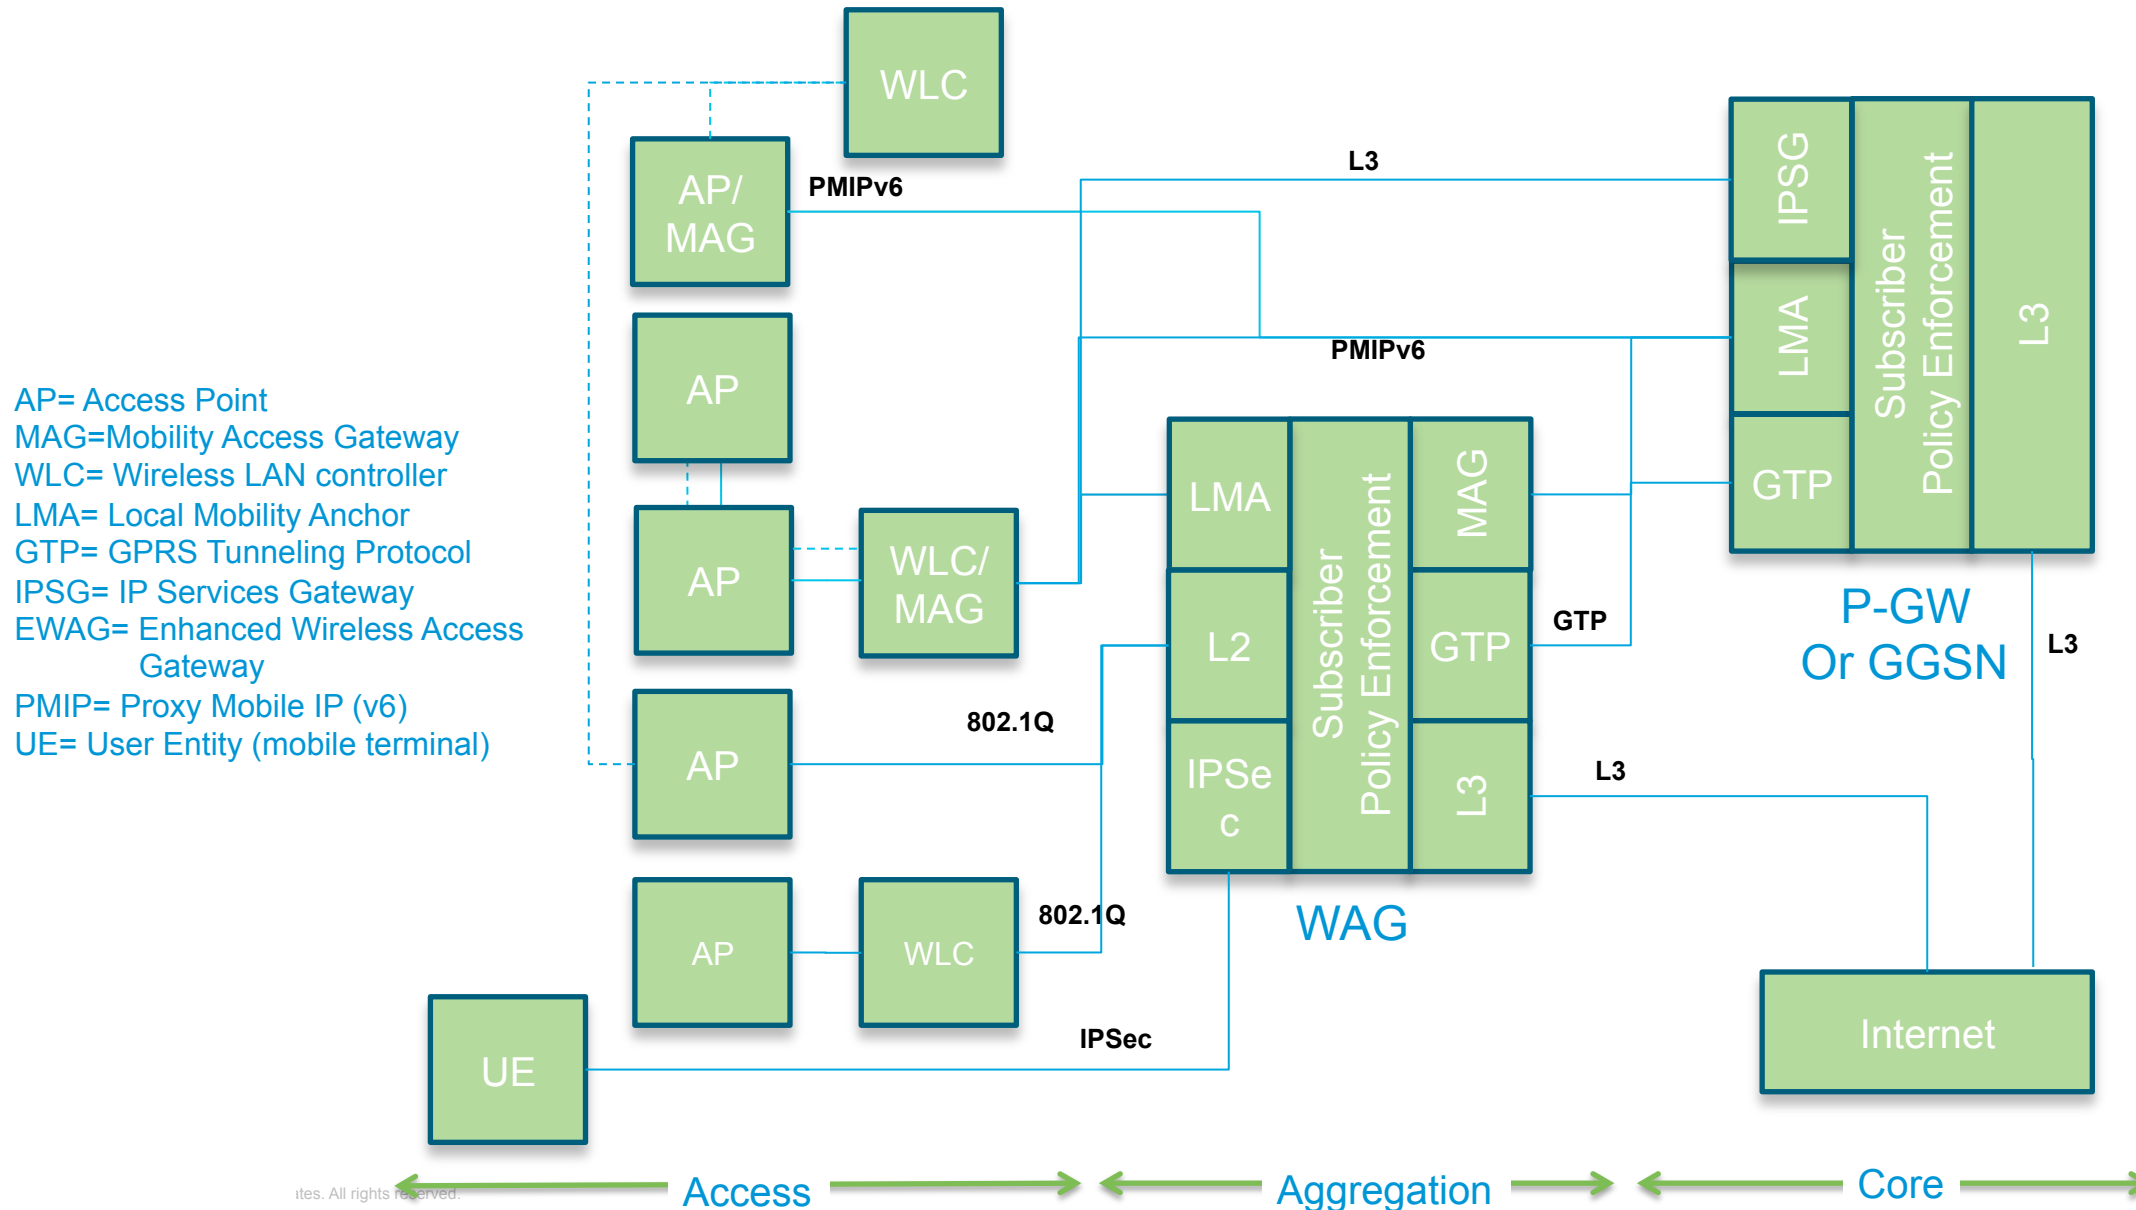 WLC
AP/
MAG
PMIPv6
L3
IPSG
Subscriber
Policy Enforcement
L3
LMA
GTP
P-GW
Or GGSN
L3
AP
PMIPv6
AP= Access Point
MAG=Mobility Access Gateway
WLC= Wireless LAN controller
LMA= Local Mobility Anchor
GTP= GPRS Tunneling Protocol
IPSG= IP Services Gateway
EWAG= Enhanced Wireless Access
Gateway
PMIP= Proxy Mobile IP (v6)
UE= User Entity (mobile terminal)
AP
WLC/
MAG
LMA
L2
IPSe
c
Subscriber
Policy Enforcement
MAG
GTP
L3
GTP
L3
WAG
AP
802.1Q
AP
WLC
802.1Q
UE
IPSec
Internet
ites. All rights reserved.
Access
Aggregation
Core